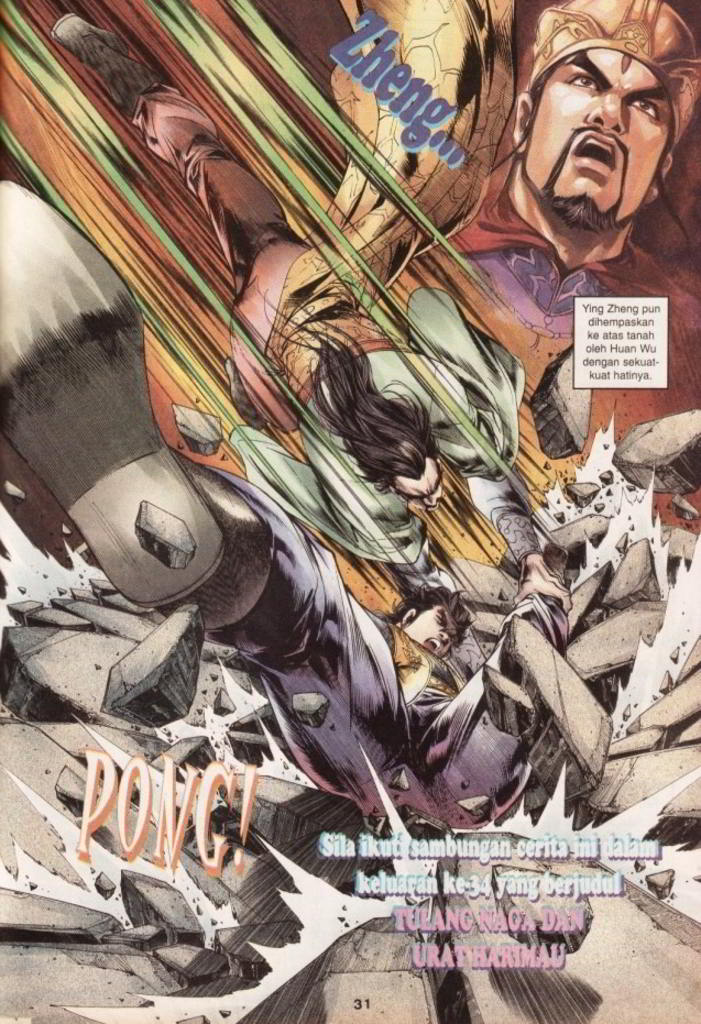 Zheng...
Ying Zheng pun
dihempaskan
ke atas tanah
oleh Huan Wu
dengan sekuat-
kuat hatinya.
PONG!
Sila ikuti sambungan cerita ini dalam
keluaran ke-34 yang berjudul
TULANG NAGA DAN
URAT HARIMAU
31